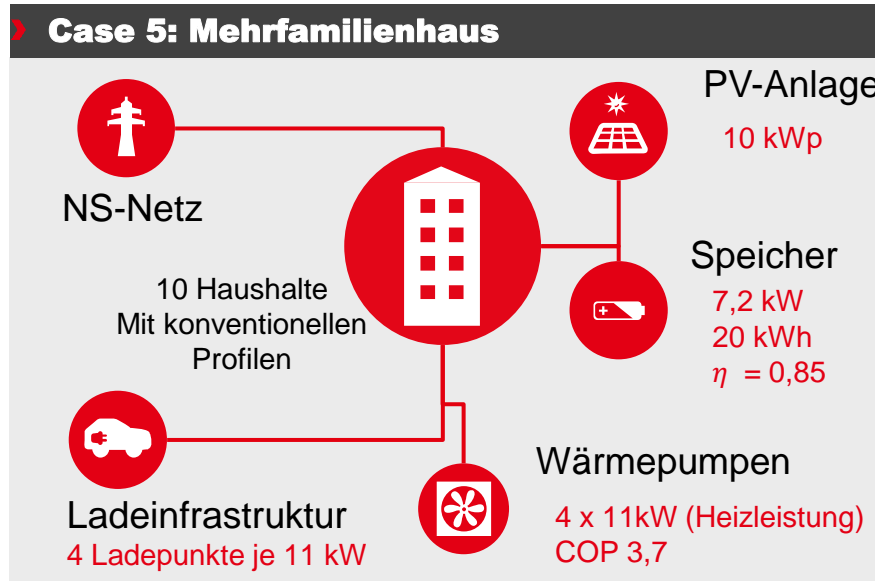 Case 5: Mehrfamilienhaus
PV-Anlage
10 kWp
NS-Netz
Speicher
7,2 kW
20 kWh
η = 0,85
10 Haushalte
Mit konventionellen
Profilen
Wärmepumpen
4 x 11kW (Heizleistung)
COP 3,7
Ladeinfrastruktur
4 Ladepunkte je 11 kW